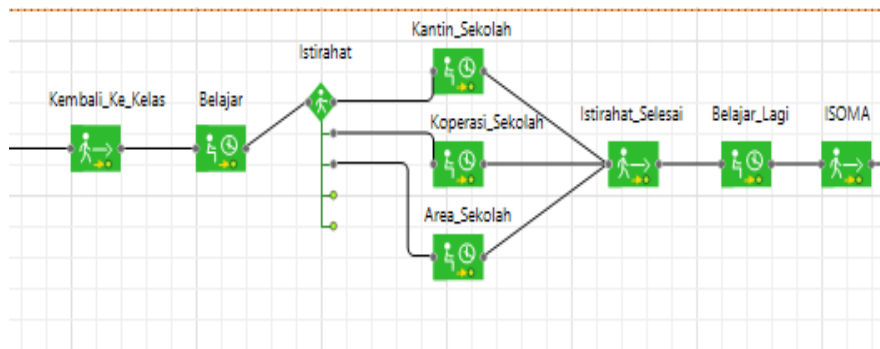 Kembali_Ke_Kelas
Belajar
Istirahat
Kantin_Sekolah
Koperasi_Sekolah
Area_Sekolah
Istirahat_Selesai
Belajar_Lagi
ISOMA